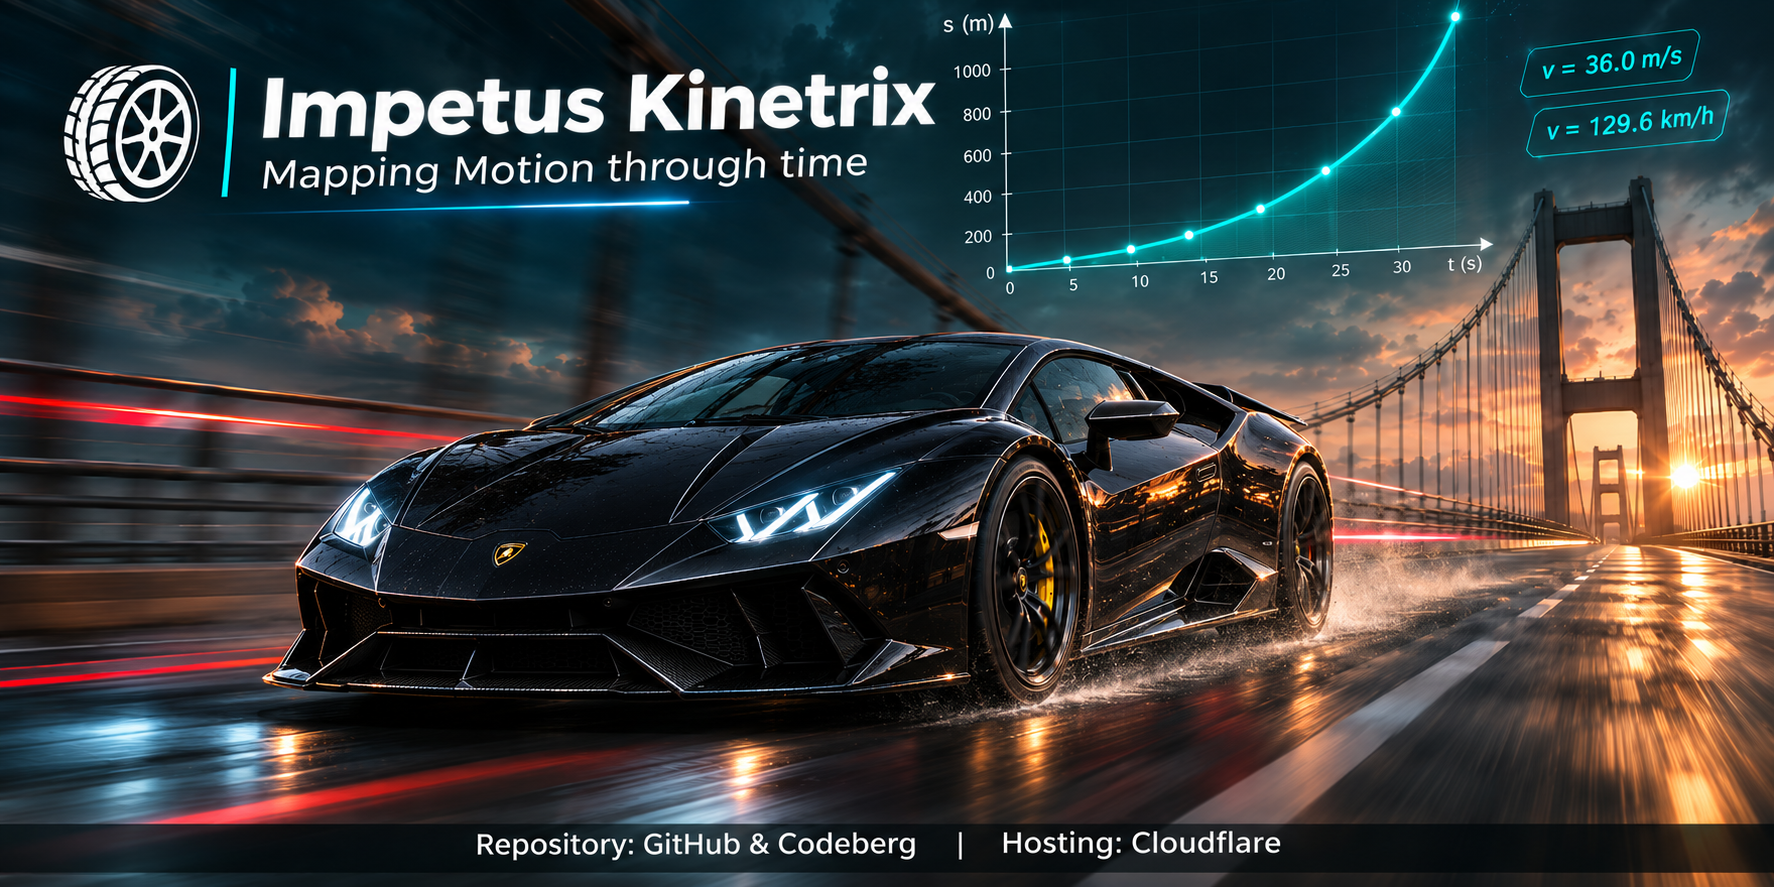 Impetus Kinetrix
Mapping Motion through time
s (m)
1000
800
600
400
200
0
0 5 10 15 20 25 30 t (s)
v = 36.0 m/s
v = 129.6 km/h
Repository: GitHub & Codeberg | Hosting: Cloudflare